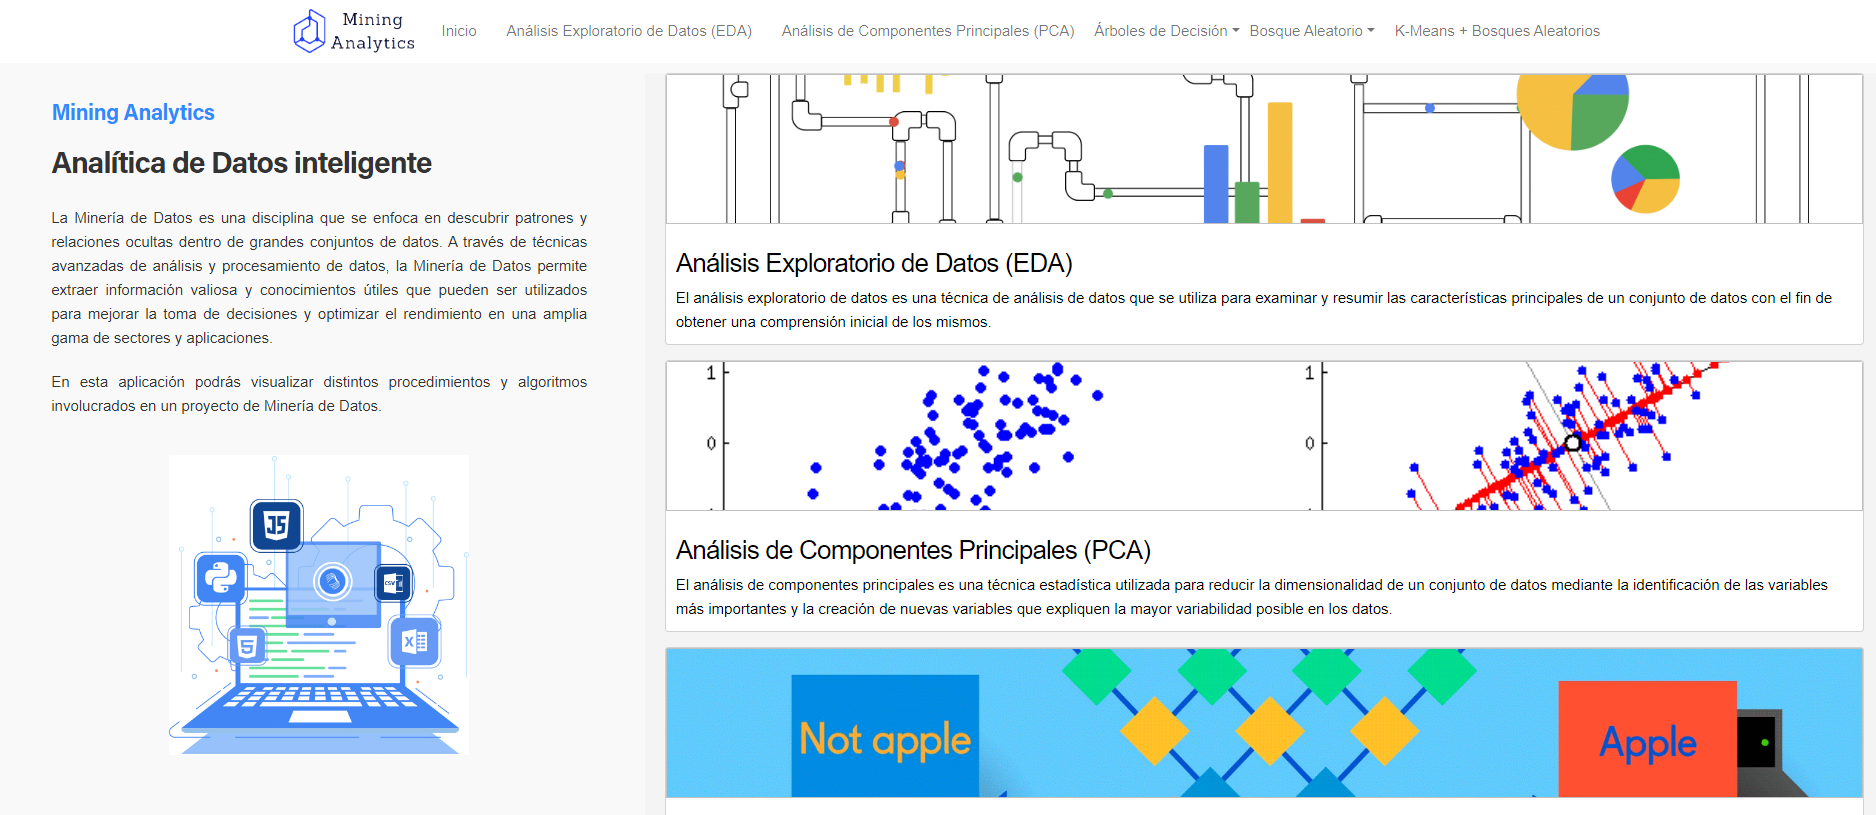 Mining
Analytics
Inicio
Análisis Exploratorio de Datos (EDA)
Análisis de Componentes Principales (PCA)
Árboles de Decisión
Bosque Aleatorio
K-Means + Bosques Aleatorios
Mining Analytics
Analítica de Datos inteligente
La Minería de Datos es una disciplina que se enfoca en descubrir patrones y
relaciones ocultas dentro de grandes conjuntos de datos. A través de técnicas
avanzadas de análisis y procesamiento de datos, la Minería de Datos permite
extraer información valiosa y conocimientos útiles que pueden ser utilizados
para mejorar la toma de decisiones y optimizar el rendimiento en una amplia
gama de sectores y aplicaciones.
En esta aplicación podrás visualizar distintos procedimientos y algoritmos
involucrados en un proyecto de Minería de Datos.
JS
CSV
5
X
Análisis Exploratorio de Datos (EDA)
El análisis exploratorio de datos es una técnica de análisis de datos que se utiliza para examinar y resumir las características principales de un conjunto de datos con el fin de
obtener una comprensión inicial de los mismos.
1
0
1
0
Análisis de Componentes Principales (PCA)
El análisis de componentes principales es una técnica estadística utilizada para reducir la dimensionalidad de un conjunto de datos mediante la identificación de las variables
más importantes y la creación de nuevas variables que expliquen la mayor variabilidad posible en los datos.
Not apple
Apple